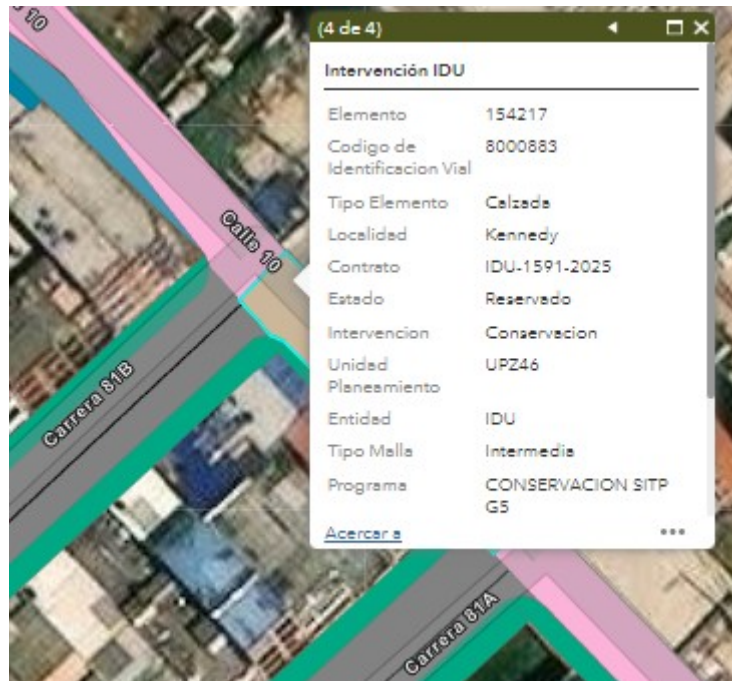 10
(4 de 4)
Intervención IDU
Elemento 154217
Codigo de Identificacion Vial 8000883
Tipo Elemento Calzada
Localidad Kennedy
Contrato IDU-1591-2025
Estado Reservado
Intervencion Conservacion
Unidad Planeamiento UPZ46
Entidad IDU
Tipo Malla Intermedia
Programa CONSERVACION SITP G5
Acercar a
Calle 10
Carrera 81B
Carrera 81A